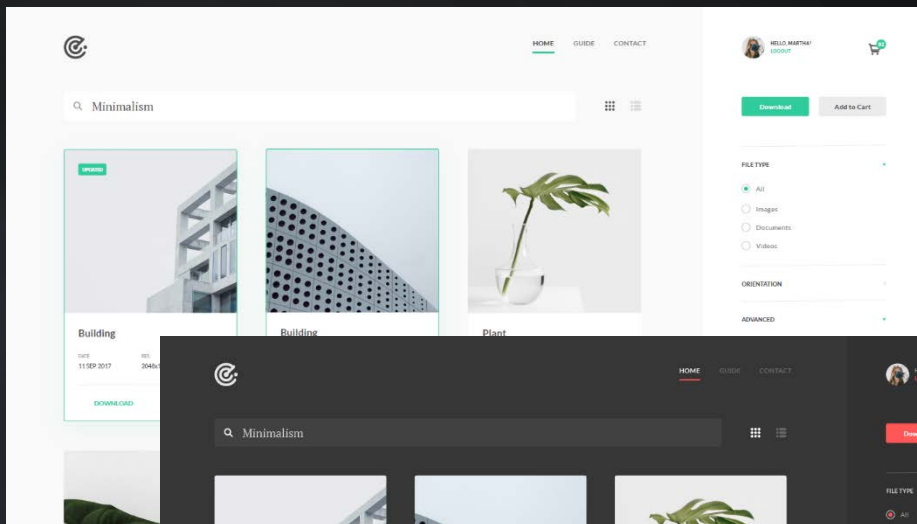 HOME GUIDE CONTACT
HELLO, MARTHA!
LOGOUT
Minimalism
Download Add to Cart
UPDATED
FILE TYPE
All
Images
Documents
Videos
ORIENTATION
ADVANCED
Building
Building
Plant
DATE
11 SEP 2017
DOWNLOAD
HOME GUIDE CONTACT
Minimalism
FILE TYPE
All